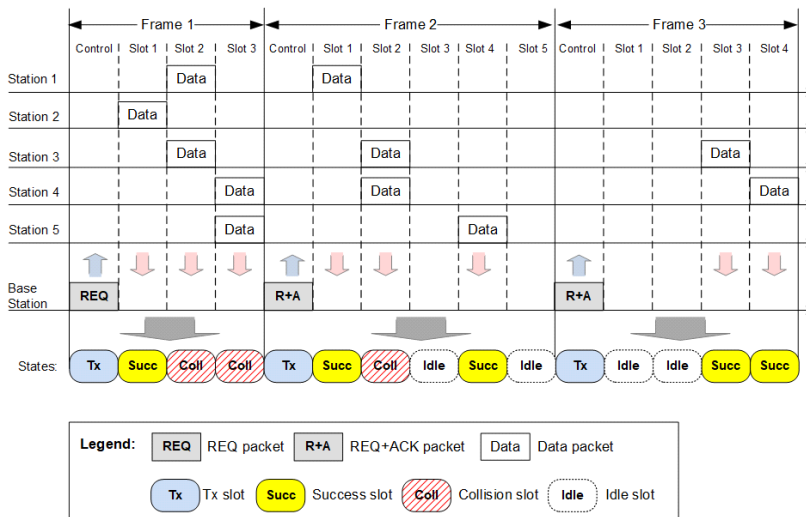 Frame 1 Frame 2 Frame 3
Control Slot 1 Slot 2 Slot 3 Control Slot 1 Slot 2 Slot 3 Slot 4 Slot 5 Control Slot 1 Slot 2 Slot 3 Slot 4
Station 1 Data Data
Station 2 Data
Station 3 Data Data Data
Station 4 Data Data Data
Station 5 Data Data
Base
Station REQ R+A R+A
States: Tx Succ Coll Coll Tx Succ Coll Idle Succ Idle Tx Idle Idle Succ Succ
Legend: REQ REQ packet R+A REQ+ACK packet Data Data packet
Tx Tx slot Succ Success slot Coll Collision slot Idle Idle slot